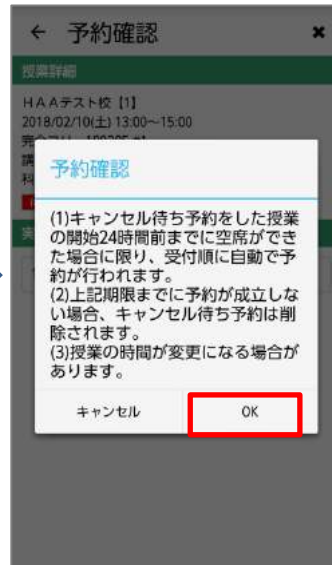 ← 予約確認 ✖
授業詳細
HAAテスト校【1】
2018/02/10(土) 13:00～15:00
予約確認
(1)キャンセル待ち予約をした授業
の開始24時間前までに空席ができ
た場合に限り、受付順に自動で予
約が行われます。
(2)上記期限までに予約が成立しな
い場合、キャンセル待ち予約は削
除されます。
(3)授業の時間が変更になる場合が
あります。
キャンセル OK